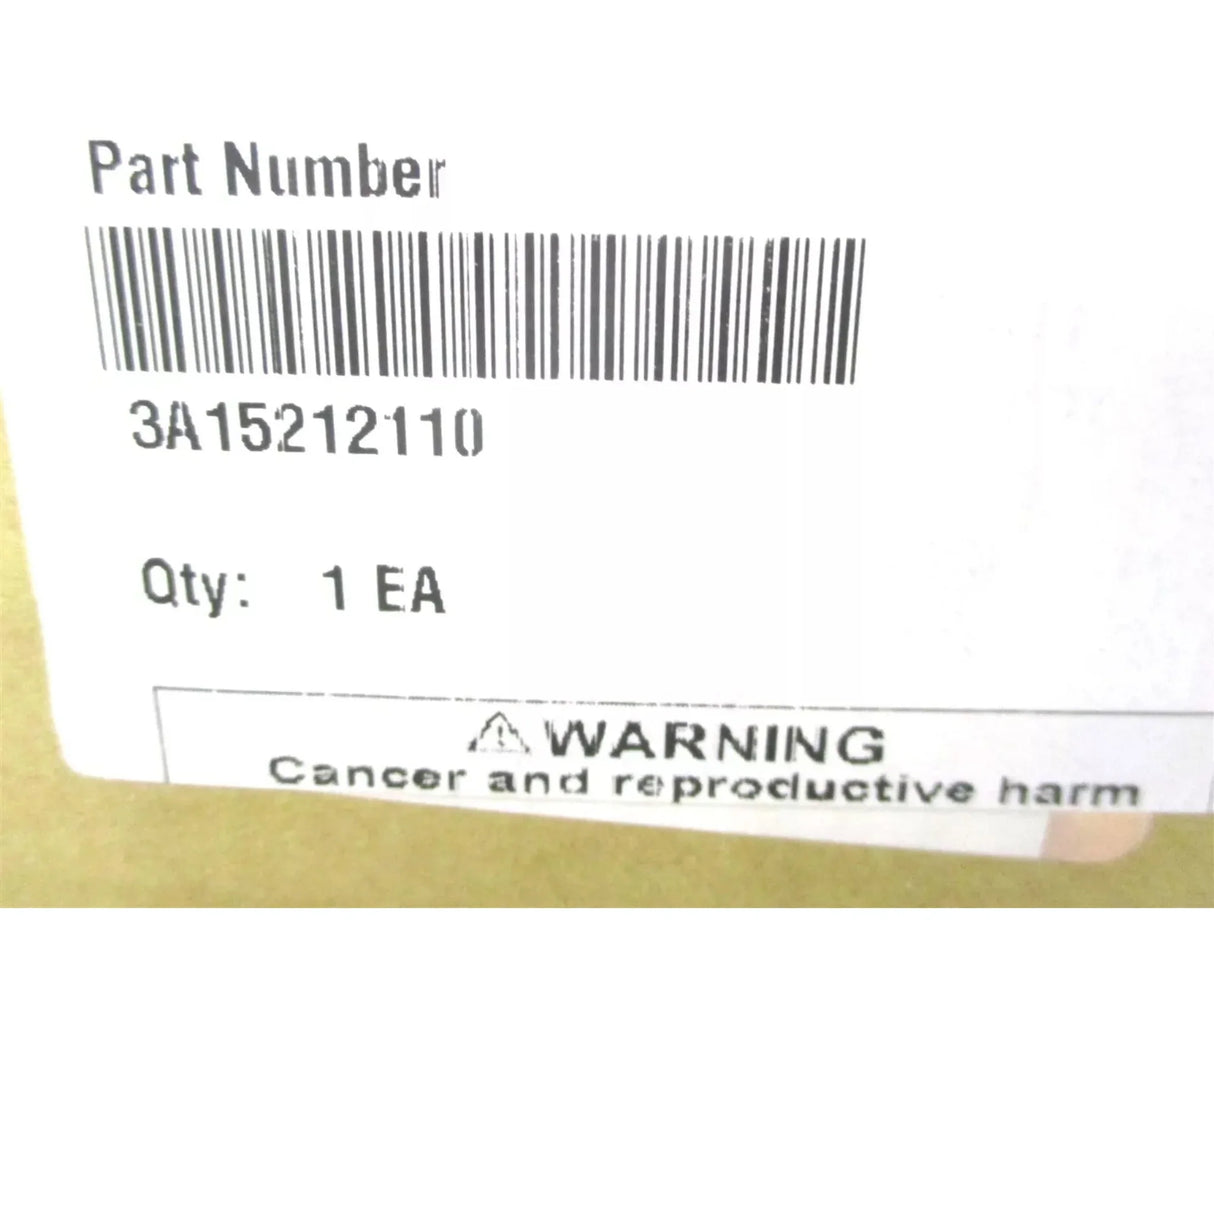 Part Number
3A15212110
Qty: 1 EA
⚠WARNING
Cancer and reproductive harm